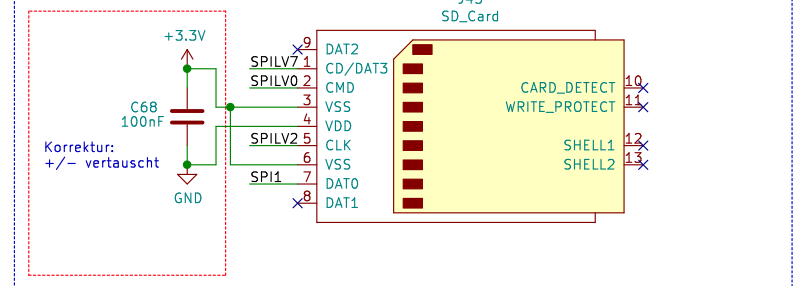 SD_Card
+3.3V
9 DAT2
SPILV7 1 CD/DAT3
SPILV0 2 CMD
CARD_DETECT 10
C68
100nF
3 VSS
WRITE_PROTECT 11
4 VDD
Korrektur:
+/- vertauscht
SPILV2 5 CLK
SHELL1 12
6 VSS
SHELL2 13
SPI1 7 DAT0
GND
8 DAT1